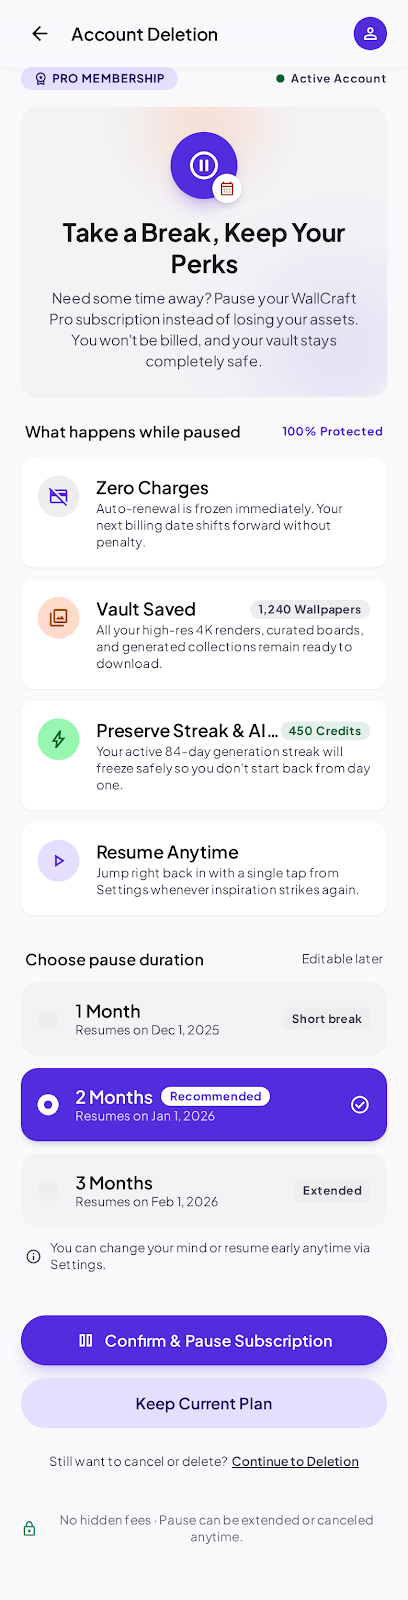 Account Deletion
PRO MEMBERSHIP
Active Account
Take a Break, Keep Your
Perks
Need some time away? Pause your WallCraft
Pro subscription instead of losing your assets.
You won't be billed, and your vault stays
completely safe.
What happens while paused
100% Protected
Zero Charges
Auto-renewal is frozen immediately. Your
next billing date shifts forward without
penalty.
Vault Saved
1,240 Wallpapers
All your high-res 4K renders, curated boards,
and generated collections remain ready to
download.
Preserve Streak & AI...
450 Credits
Your active 84-day generation streak will
freeze safely so you don't start back from day
one.
Resume Anytime
Jump right back in with a single tap from
Settings whenever inspiration strikes again.
Choose pause duration
Editable later
1 Month
Resumes on Dec 1, 2025
Short break
2 Months
Recommended
Resumes on Jan 1, 2026
3 Months
Resumes on Feb 1, 2026
Extended
You can change your mind or resume early anytime via
Settings.
Confirm & Pause Subscription
Keep Current Plan
Still want to cancel or delete? Continue to Deletion
No hidden fees · Pause can be extended or canceled
anytime.